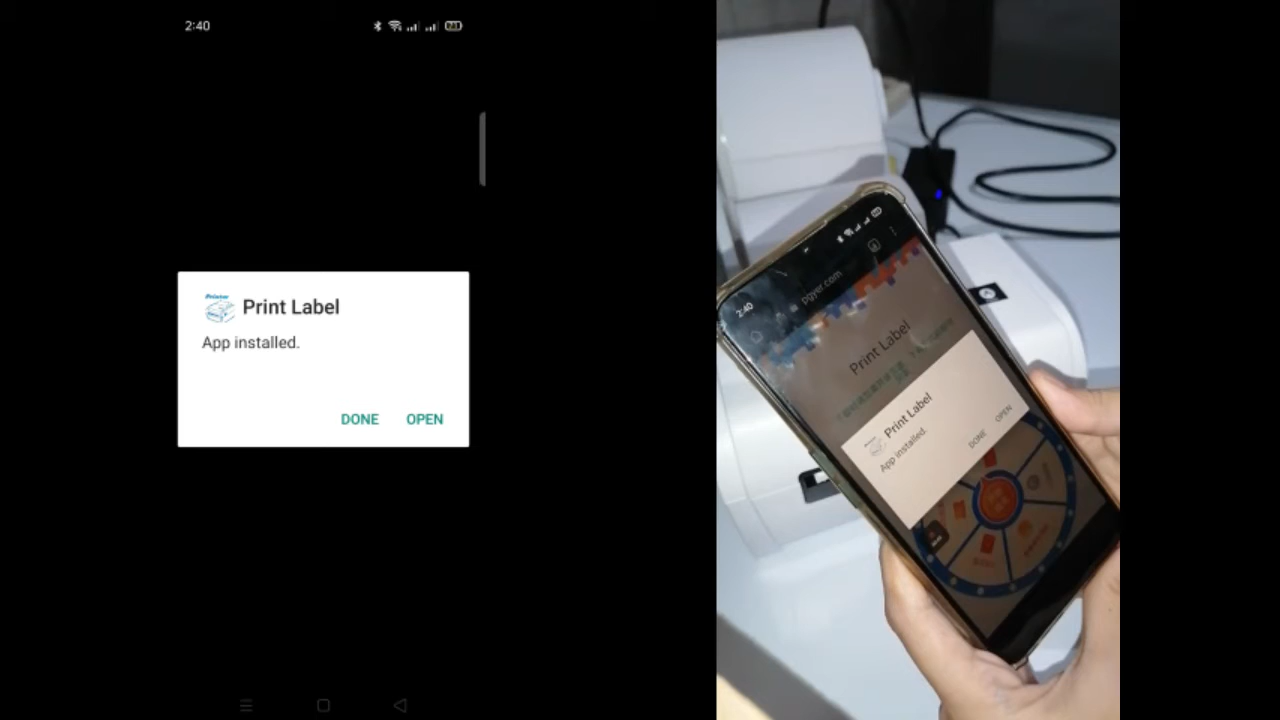 2:40
Printer
Print Label
App installed.
DONE
OPEN
2:40
pgyer.com
Print Label
Print Label
App installed.
DONE
OPEN